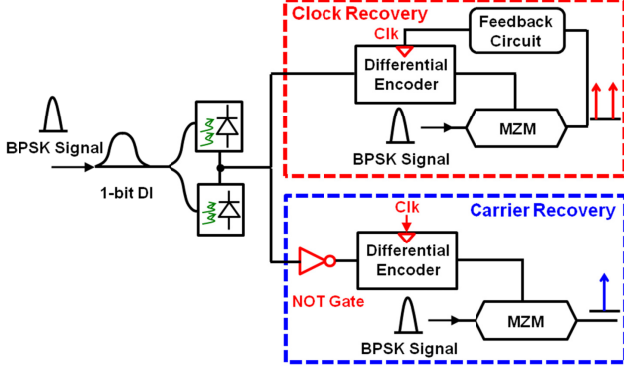 Clock Recovery
Clk
Feedback
Circuit
Differential
Encoder
MZM
BPSK Signal
BPSK Signal
1-bit DI
Carrier Recovery
Clk
Differential
Encoder
NOT Gate
MZM
BPSK Signal